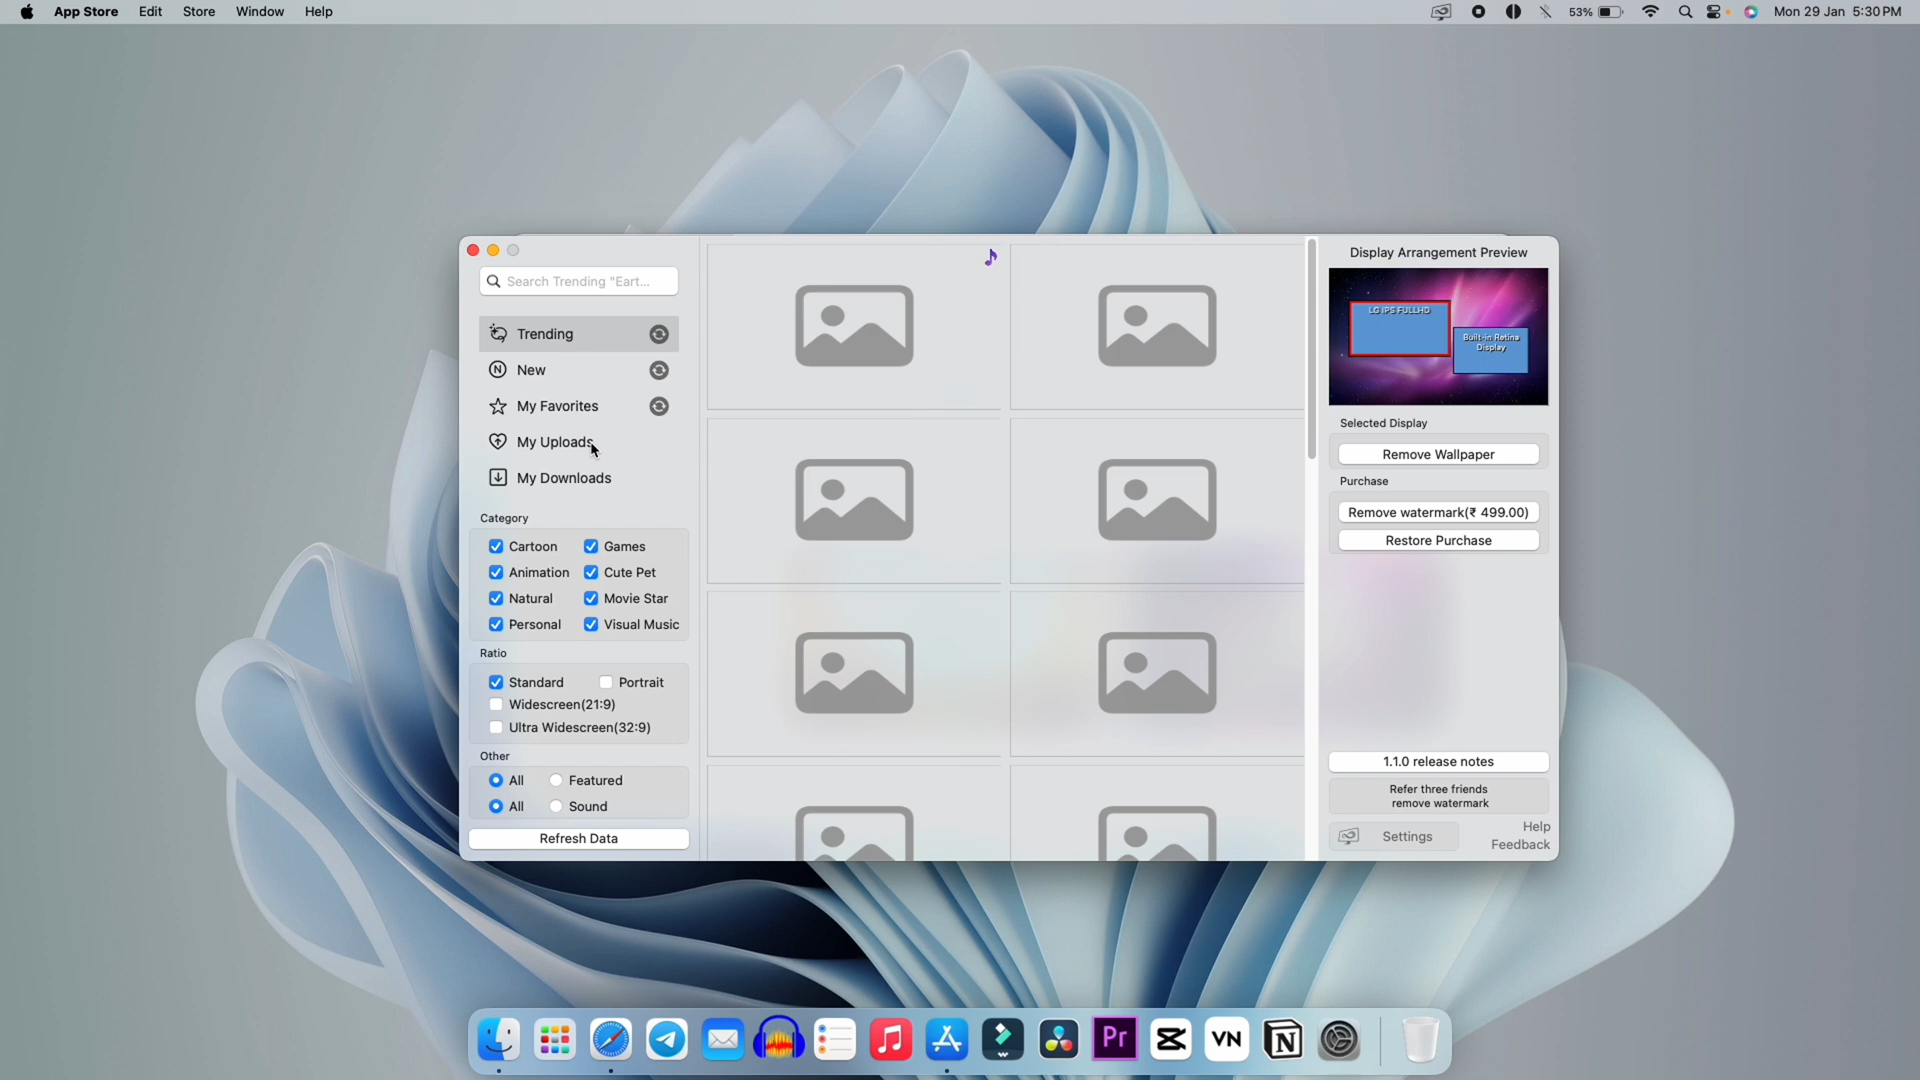 App Store Edit Store Window Help 53% Mon 29 Jan 5:30 PM
Search Trending "Eart...
Trending
New
My Favorites
My Uploads
My Downloads
Category
Cartoon Games
Animation Cute Pet
Natural Movie Star
Personal Visual Music
Ratio
Standard Portrait
Widescreen(21:9)
Ultra Widescreen(32:9)
Other
All Featured
All Sound
Refresh Data
Display Arrangement Preview
LG IPS FULLHD
Built-in Retina
Display
Selected Display
Remove Wallpaper
Purchase
Remove watermark(₹ 499.00)
Restore Purchase
1.1.0 release notes
Refer three friends
remove watermark
Settings
Help
Feedback
Pr
VN